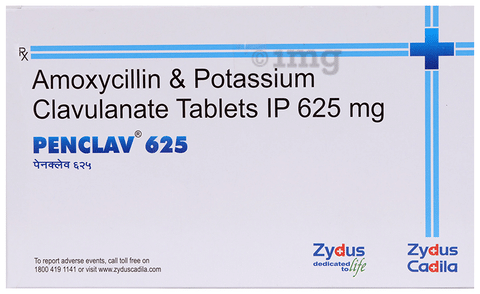 Rx
©1mg
Amoxycillin & Potassium
Clavulanate Tablets IP 625 mg
PENCLAV® 625
पेनक्लेव ६२५
To report adverse events, call toll free on
1800 419 1141 or visit www.zyduscadila.com
Zydus
dedicated
to life
Zydus
Cadila